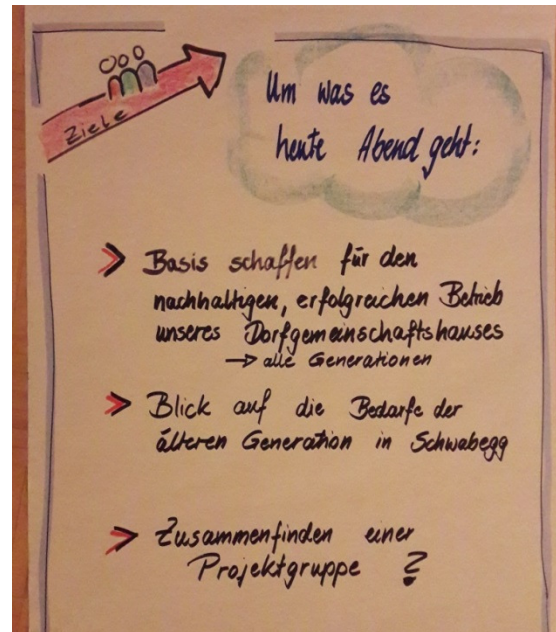 Ziele
Um was es
heute Abend geht:
Basis schaffen für den
nachhaltigen, erfolgreichen Betrieb
unseres Dorfgemeinschaftshauses
→ alle Generationen
Blick auf die Bedarfe der
älteren Generation in Schwabegg
Zusammenfinden einer
Projektgruppe ?